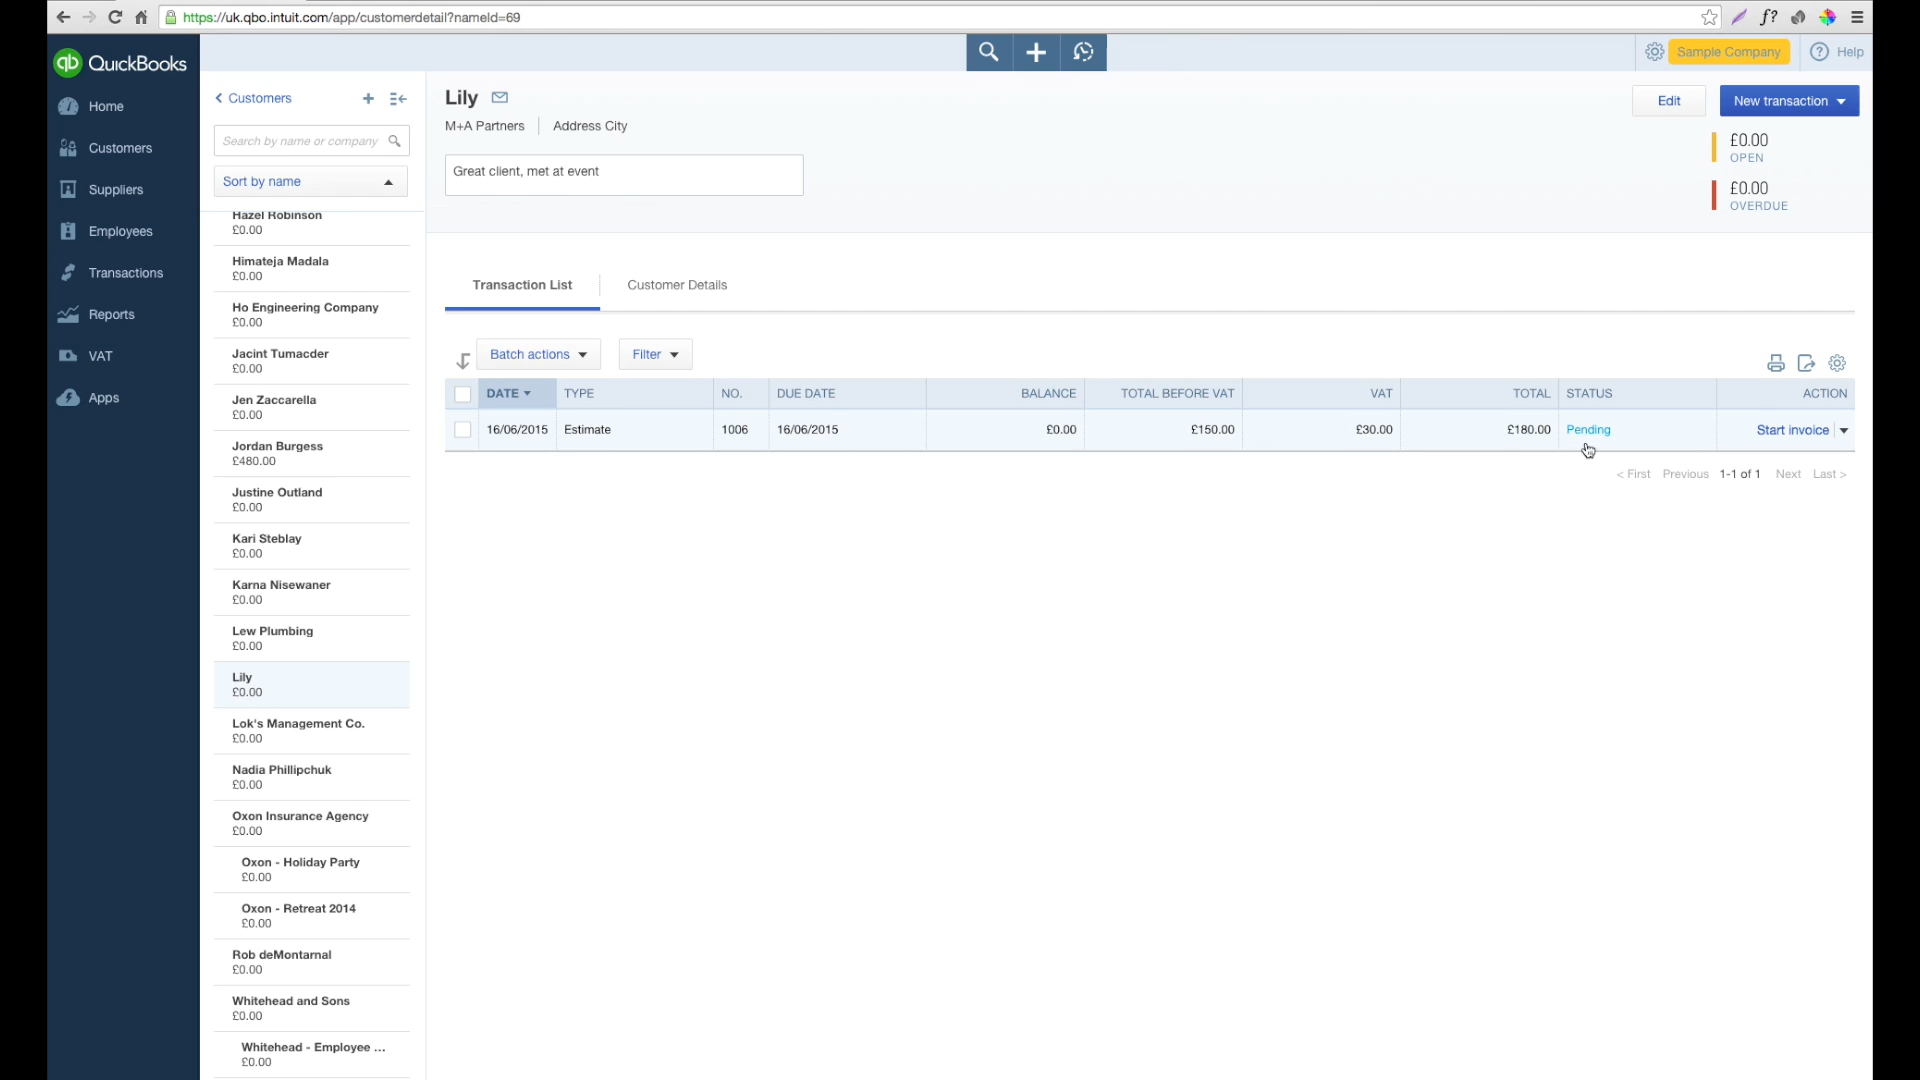 https://uk.qbo.intuit.com/app/customerdetail?nameId=69
f?
qb QuickBooks
Sample Company
Help
Home
Customers
Suppliers
Employees
Transactions
Reports
VAT
Apps
< Customers
Search by name or company
Sort by name
Hazel Robinson
£0.00
Himateja Madala
£0.00
Ho Engineering Company
£0.00
Jacint Tumacder
£0.00
Jen Zaccarella
£0.00
Jordan Burgess
£480.00
Justine Outland
£0.00
Kari Steblay
£0.00
Karna Nisewaner
£0.00
Lew Plumbing
£0.00
Lily
£0.00
Lok's Management Co.
£0.00
Nadia Phillipchuk
£0.00
Oxon Insurance Agency
£0.00
Oxon - Holiday Party
£0.00
Oxon - Retreat 2014
£0.00
Rob deMontarnal
£0.00
Whitehead and Sons
£0.00
Whitehead - Employee ...
£0.00
Lily
M+A Partners Address City
Great client, met at event
Edit New transaction
£0.00
OPEN
£0.00
OVERDUE
Transaction List Customer Details
Batch actions Filter
DATE TYPE NO. DUE DATE BALANCE TOTAL BEFORE VAT VAT TOTAL STATUS ACTION
16/06/2015 Estimate 1006 16/06/2015 £0.00 £150.00 £30.00 £180.00 Pending Start invoice
< First Previous 1-1 of 1 Next Last >